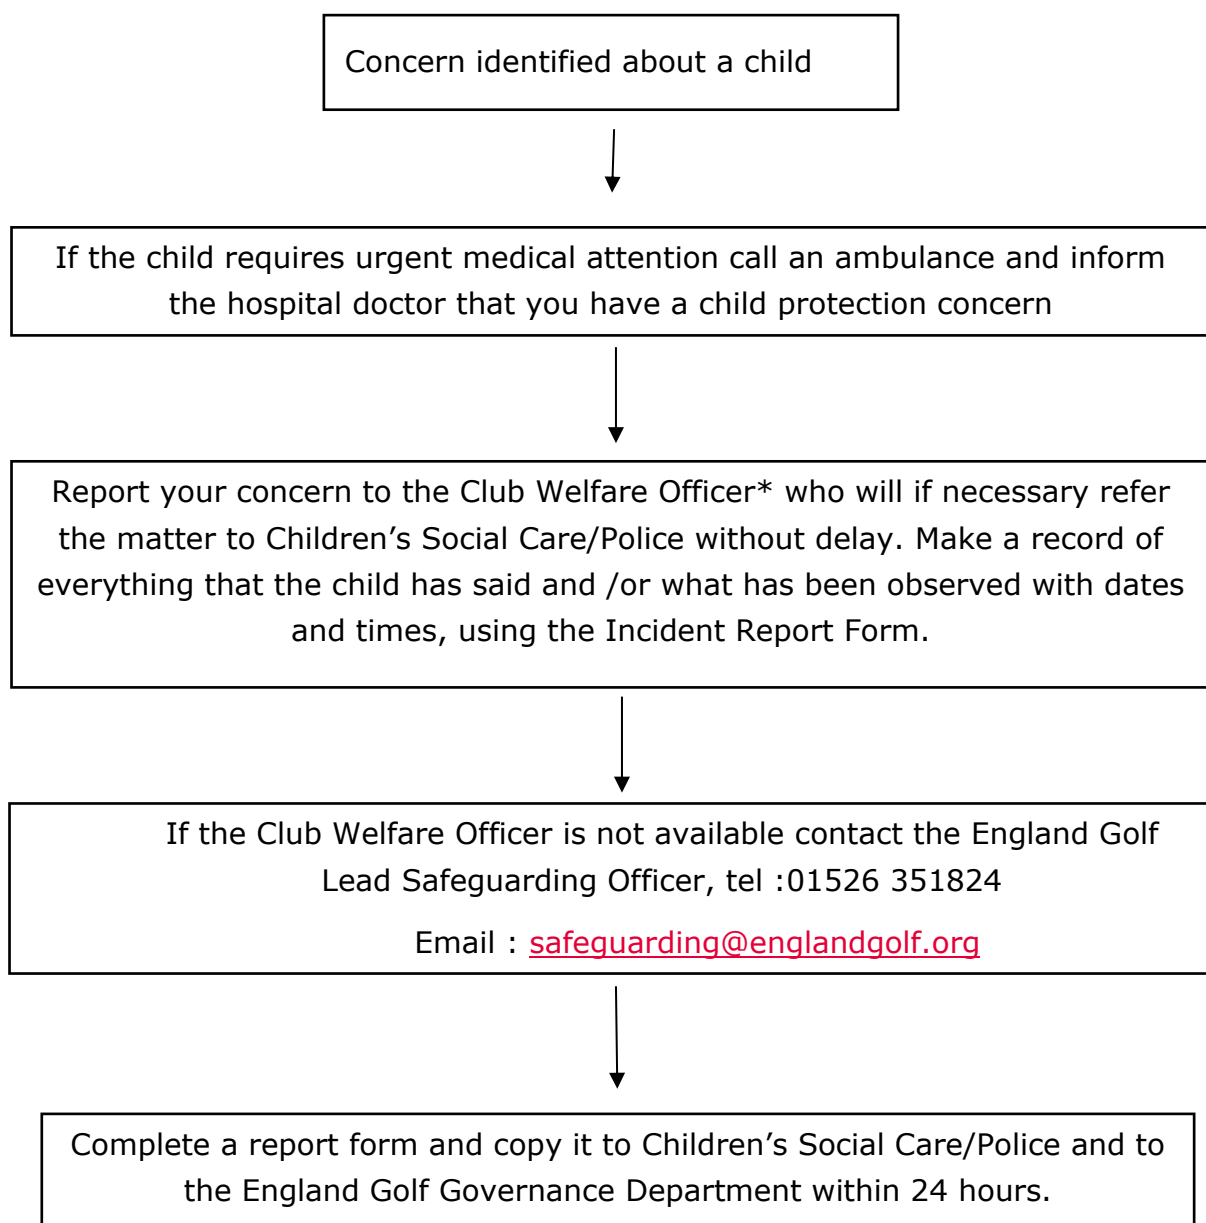 Concern identified about a child
If the child requires urgent medical attention call an ambulance and inform
the hospital doctor that you have a child protection concern
Report your concern to the Club Welfare Officer* who will if necessary refer
the matter to Children’s Social Care/Police without delay. Make a record of
everything that the child has said and /or what has been observed with dates
and times, using the Incident Report Form.
If the Club Welfare Officer is not available contact the England Golf
Lead Safeguarding Officer, tel :01526 351824
Email : safeguarding@englandgolf.org
Complete a report form and copy it to Children’s Social Care/Police and to
the England Golf Governance Department within 24 hours.